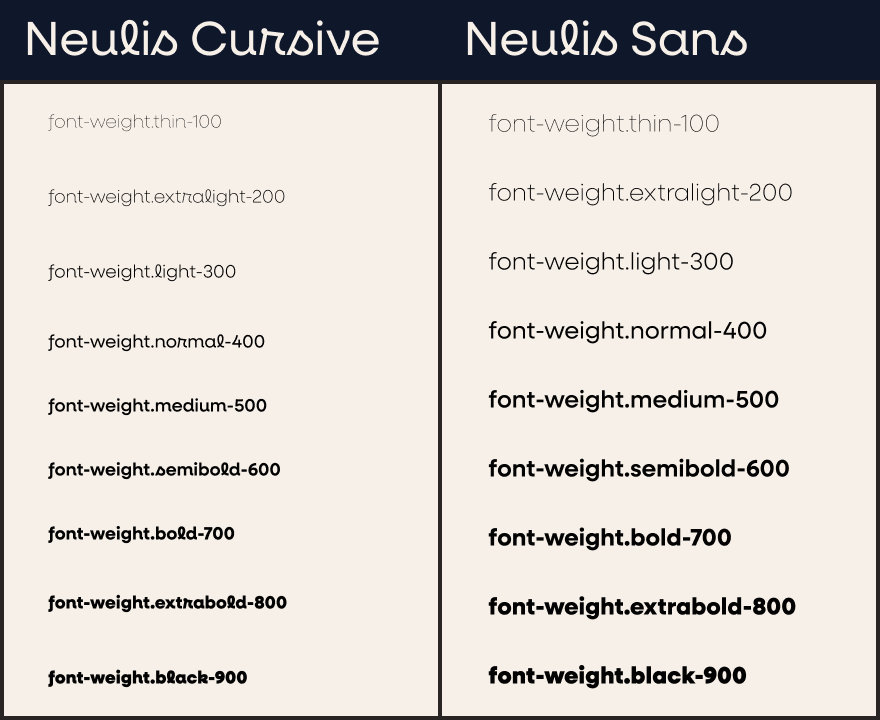 Neulis Cursive
font-weight.thin-100
font-weight.extralight-200
font-weight.light-300
font-weight.normal-400
font-weight.medium-500
font-weight.semibold-600
font-weight.bold-700
font-weight.extrabold-800
font-weight.black-900
Neulis Sans
font-weight.thin-100
font-weight.extralight-200
font-weight.light-300
font-weight.normal-400
font-weight.medium-500
font-weight.semibold-600
font-weight.bold-700
font-weight.extrabold-800
font-weight.black-900